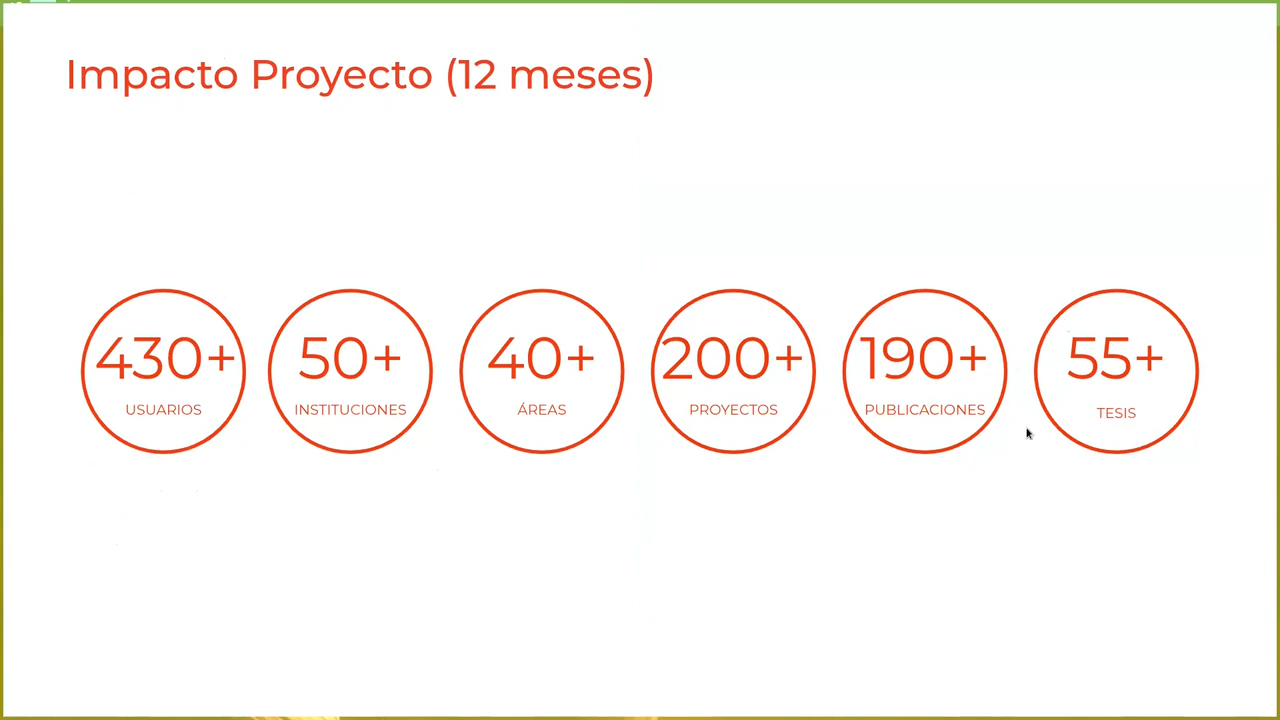 Impacto Proyecto (12 meses)
430+
USUARIOS
50+
INSTITUCIONES
40+
ÁREAS
200+
PROYECTOS
190+
PUBLICACIONES
55+
TESIS